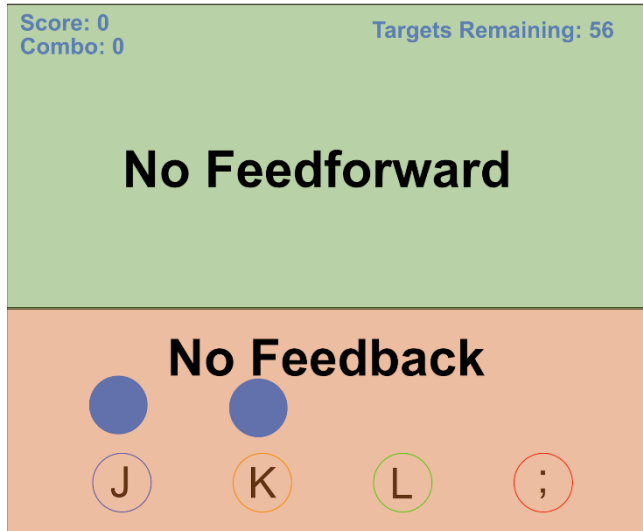 Score: 0
Combo: 0
Targets Remaining: 56
No Feedforward
No Feedback
J K L ;